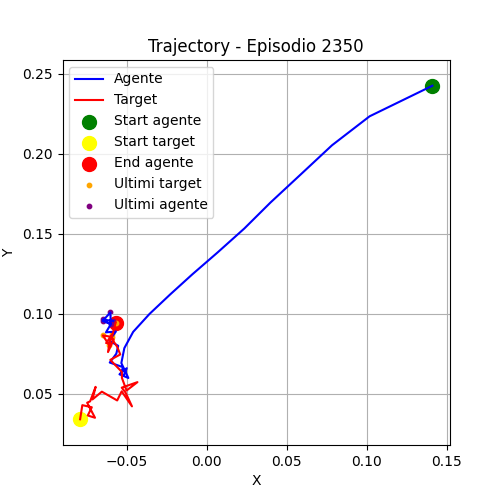 Trajectory - Episodio 2350
Agente
Target
Start agente
Start target
End agente
Ultimi target
Ultimi agente
Y
0.25
0.20
0.15
0.10
0.05
−0.05
0.00
0.05
0.10
0.15
X